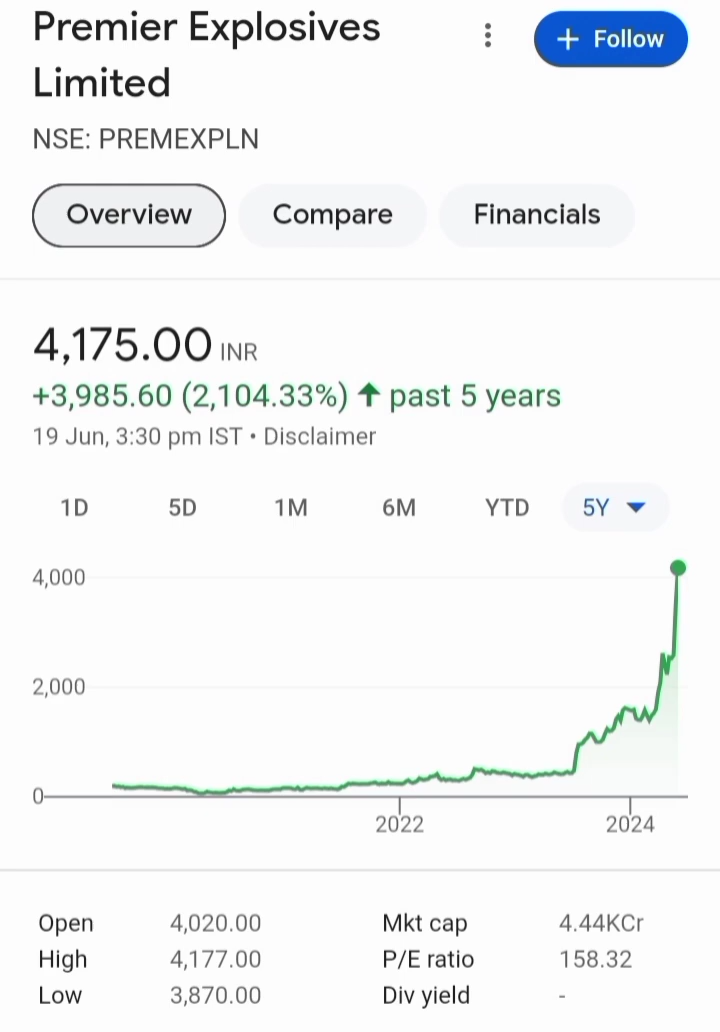 Premier Explosives
Limited
Follow
NSE: PREMEXPLN
Overview
Compare
Financials
4,175.00 INR
+3,985.60 (2,104.33%) ↑ past 5 years
19 Jun, 3:30 pm IST • Disclaimer
1D 5D 1M 6M YTD 5Y
4,000
2,000
0
2022 2024
Open 4,020.00 Mkt cap 4.44KCr
High 4,177.00 P/E ratio 158.32
Low 3,870.00 Div yield -